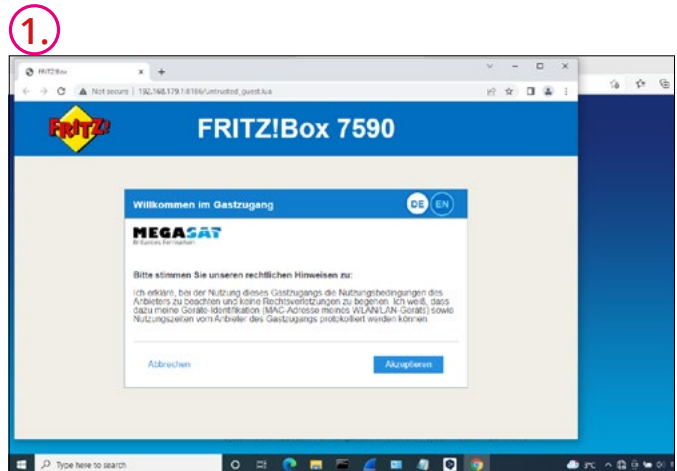 1.
FRITZ!Box
Not secure | 192.168.179.1:8186/untrusted_guest.lua
FRITZ!
FRITZ!Box 7590
Willkommen im Gastzugang
DE EN
MEGASAT
Brillantes Fernsehen
Bitte stimmen Sie unseren rechtlichen Hinweisen zu:
Ich erkläre, bei der Nutzung dieses Gastzugangs die Nutzungsbedingungen des
Anbieters zu beachten und keine Rechtsverletzungen zu begehen. Ich weiß, dass
dazu meine Geräte-Identifikation (MAC-Adresse meines WLAN/LAN-Geräts) sowie
Nutzungszeiten vom Anbieter des Gastzugangs protokolliert werden können.
Abbrechen
Akzeptieren
Type here to search